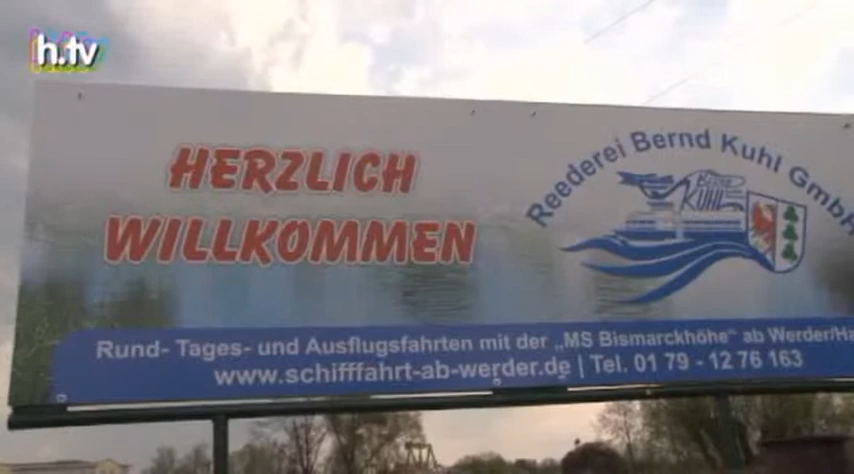 h.tv
HERZLICH
WILLKOMMEN
Reederei Bernd Kuhl GmbH
BERND
KUHL
Rund- Tages- und Ausflugsfahrten mit der „MS Bismarckhöhe“ ab Werder/Ha
www.schifffahrt-ab-werder.de | Tel. 01 79 - 12 76 163